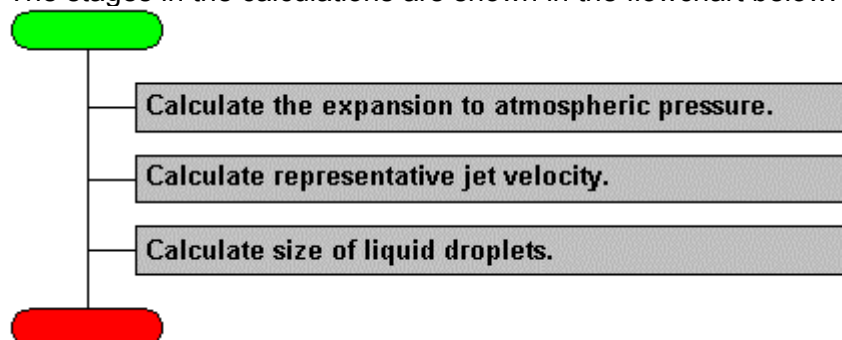 The stages in the calculations are shown in the flowchart below.
Calculate the expansion to atmospheric pressure.
Calculate representative jet velocity.
Calculate size of liquid droplets.